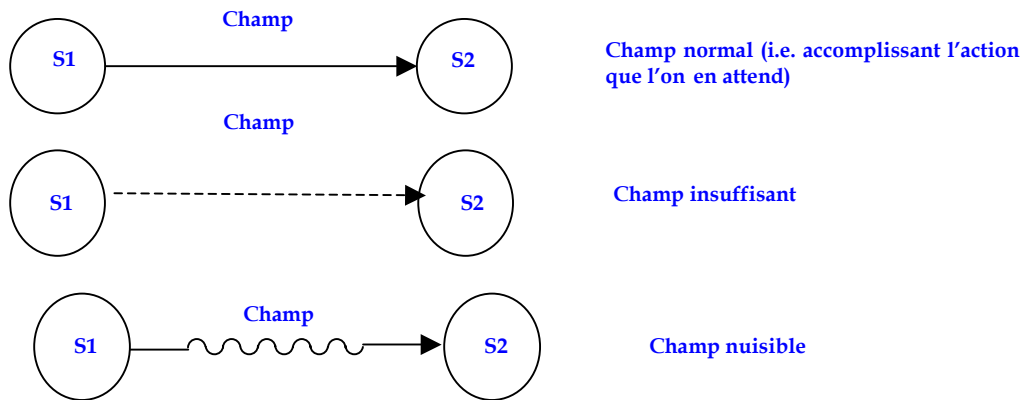 Champ
S1
S2
Champ normal (i.e. accomplissant l'action
que l'on en attend)
Champ
S1
S2
Champ insuffisant
Champ
S1
S2
Champ nuisible